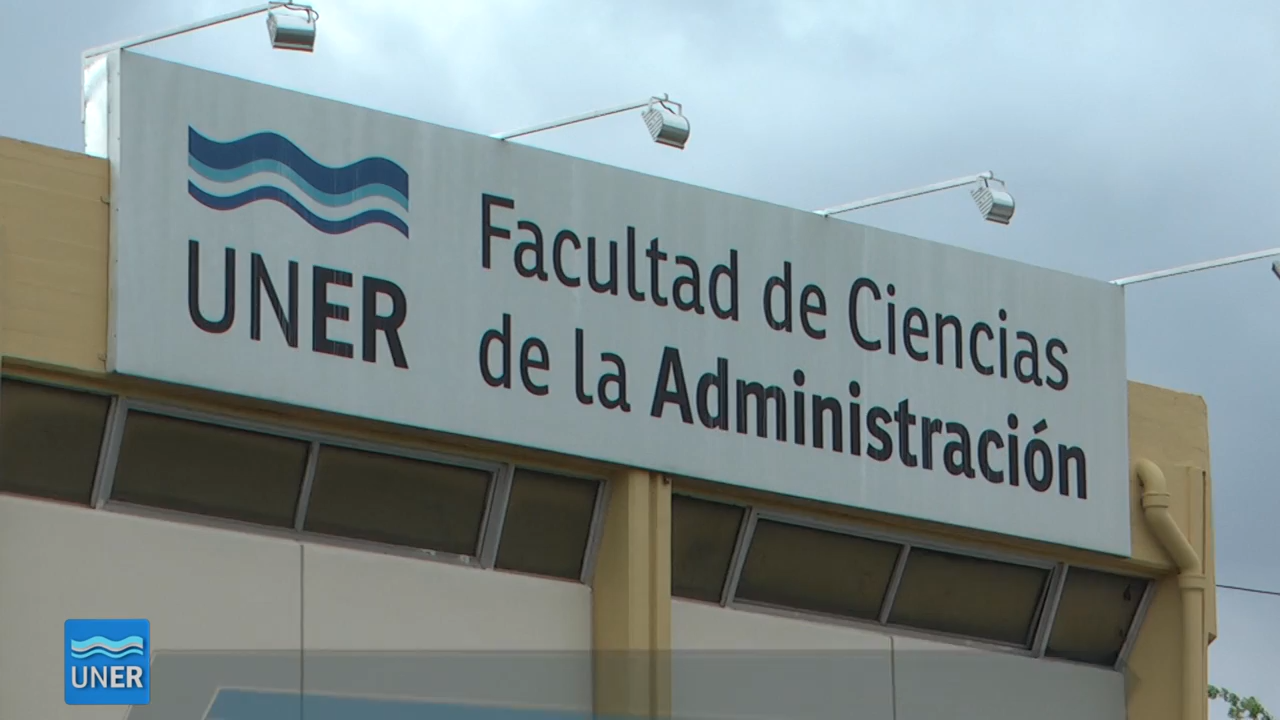 UNER
Facultad de Ciencias
de la Administración
UNER